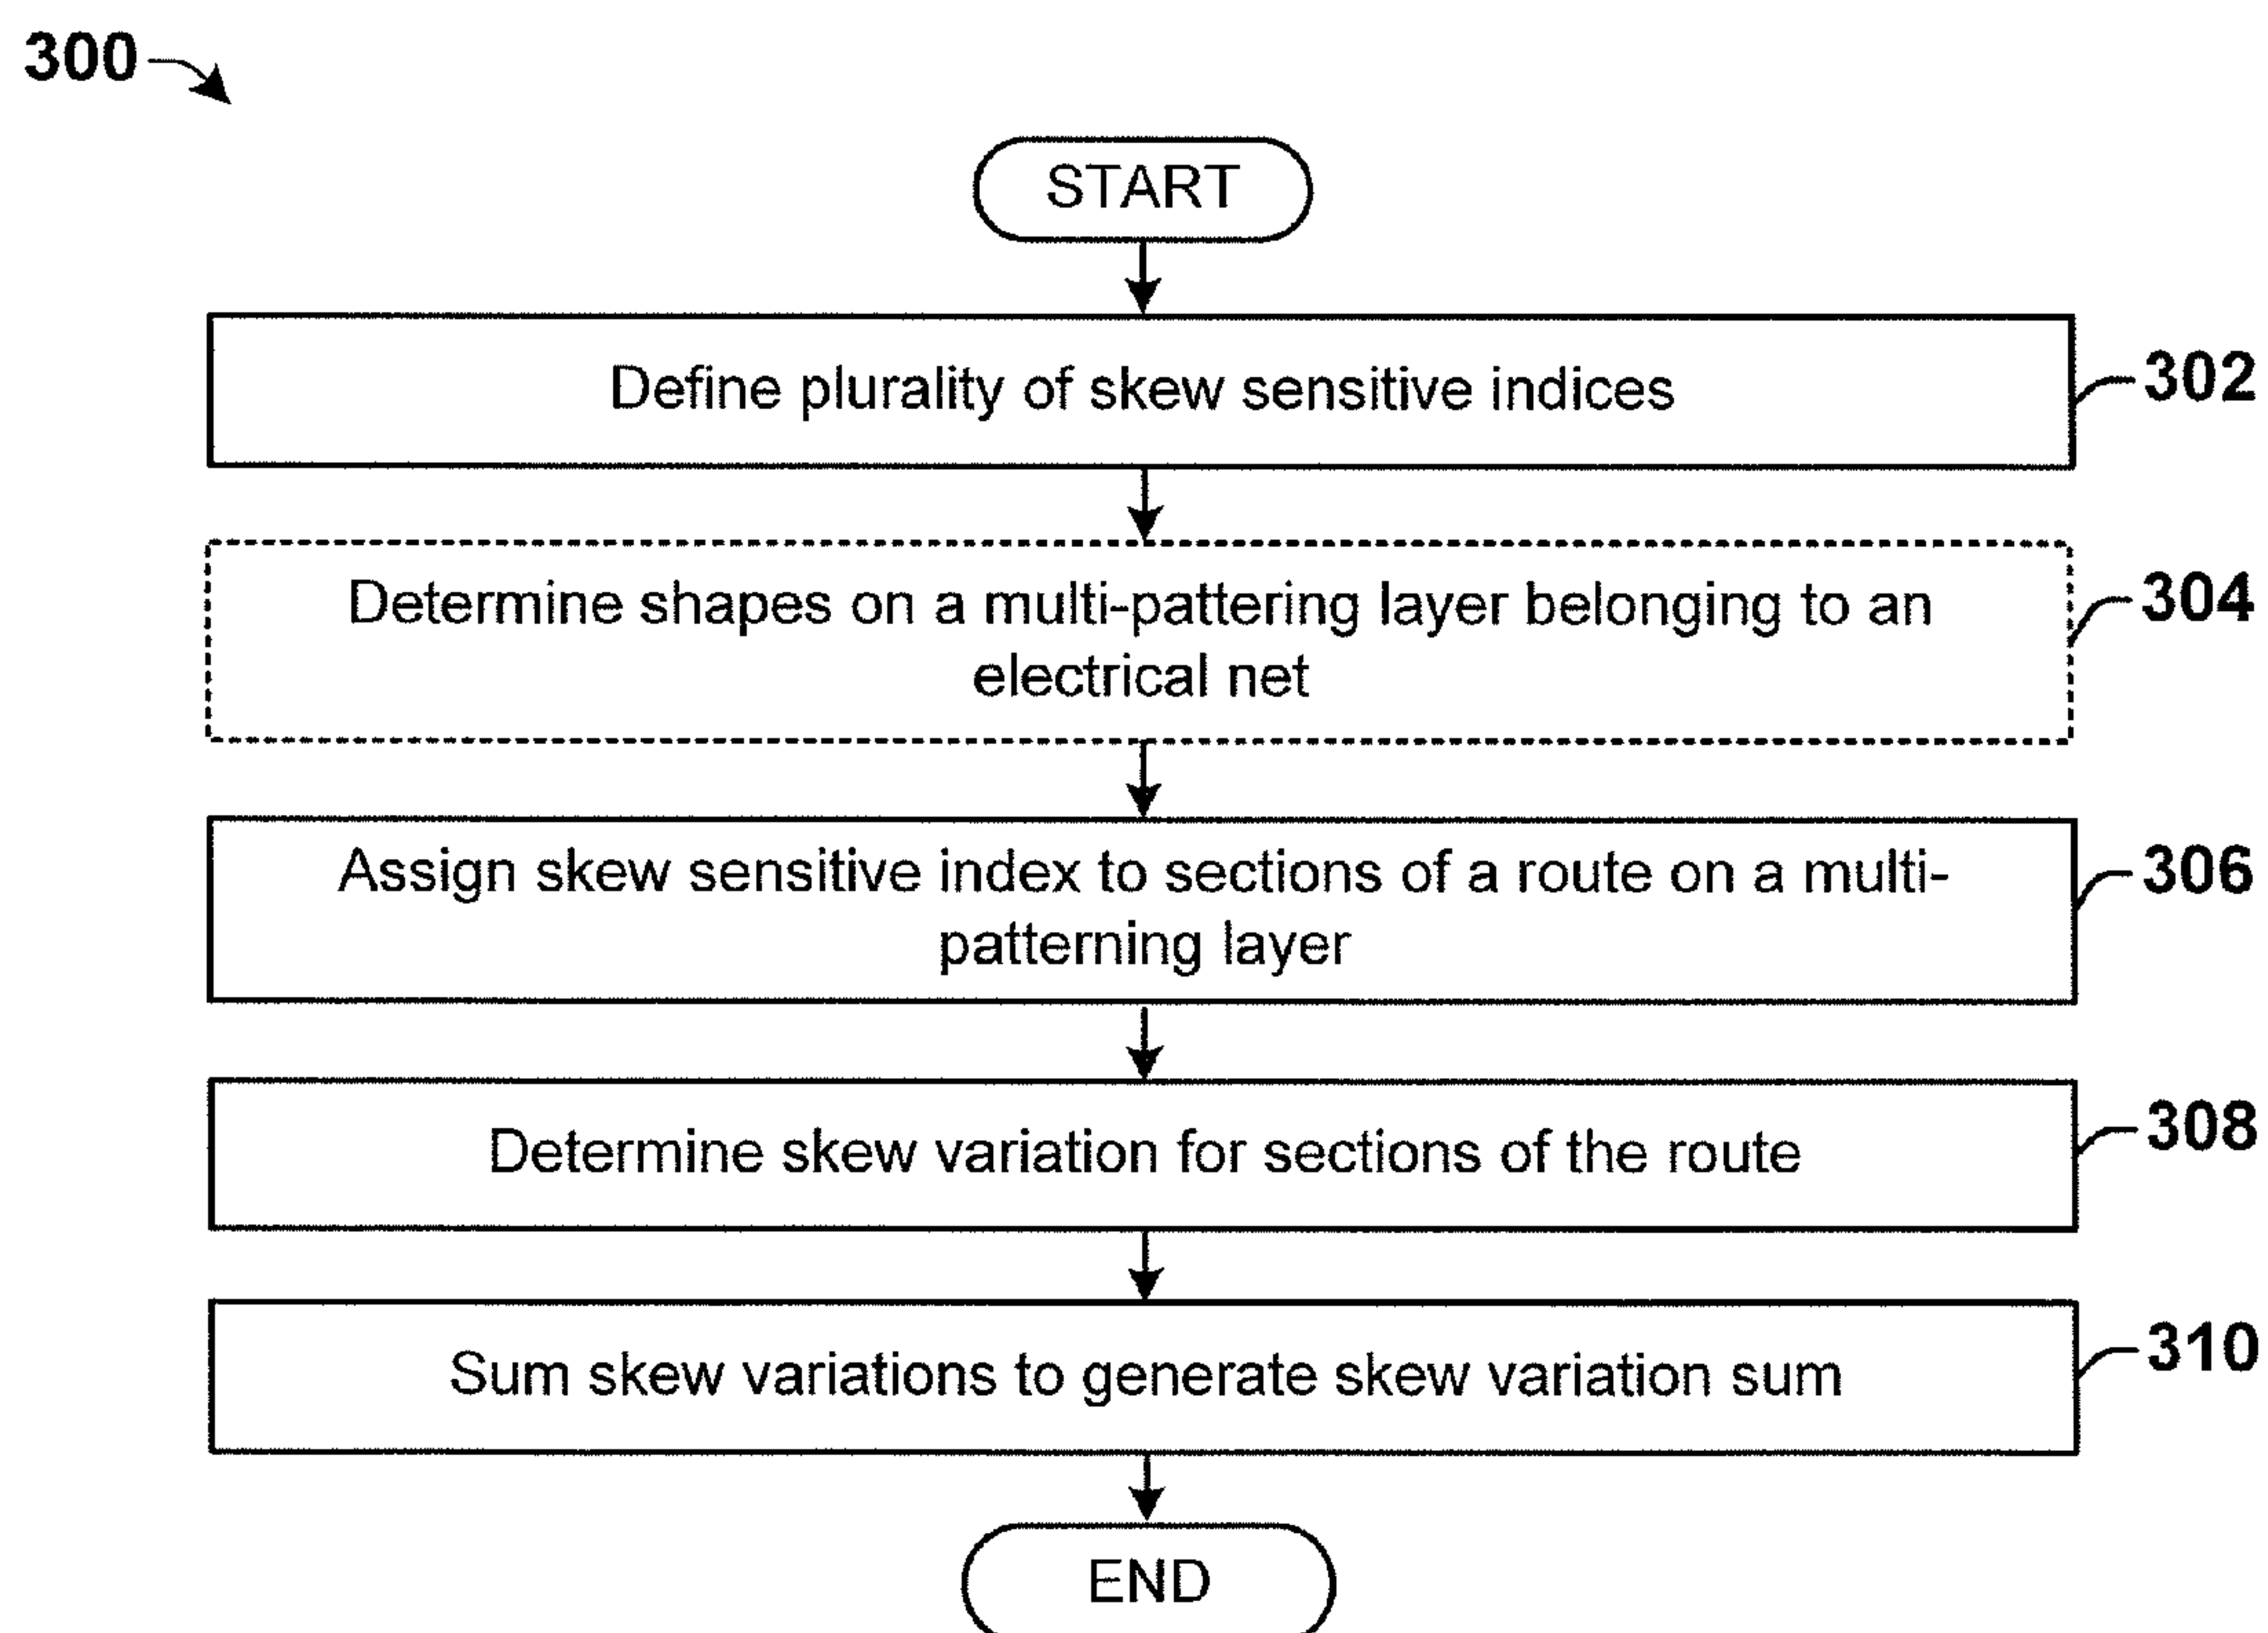 300
START
Define plurality of skew sensitive indices
302
Determine shapes on a multi-pattering layer belonging to an
electrical net
304
Assign skew sensitive index to sections of a route on a multi-
patterning layer
306
Determine skew variation for sections of the route
308
Sum skew variations to generate skew variation sum
310
END